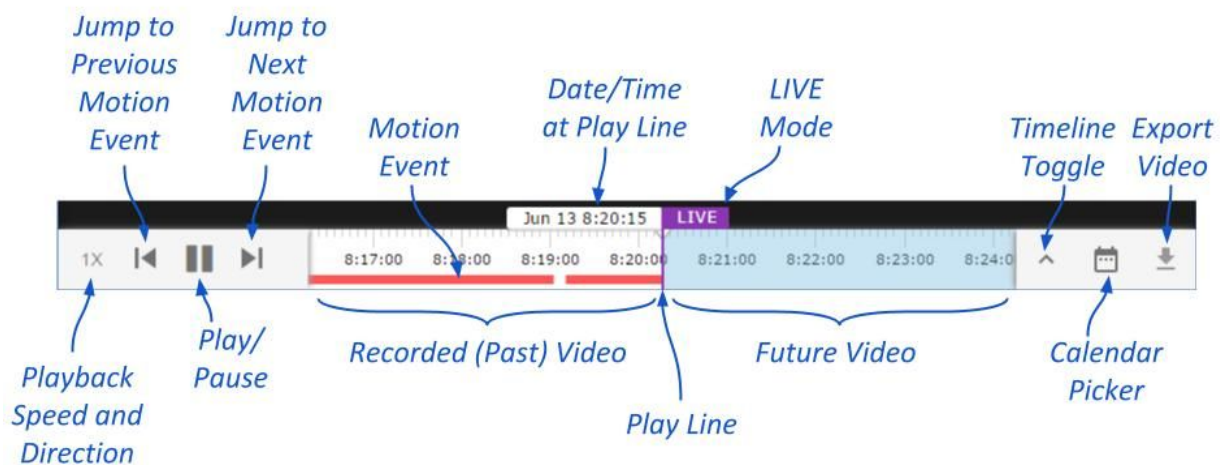 Jump to
Previous
Motion
Event
Jump to
Next
Motion
Event
Motion
Event
Date/Time
at Play Line
LIVE
Mode
Timeline
Toggle
Export
Video
Jun 13 8:20:15
LIVE
1X
8:17:00
8:18:00
8:19:00
8:20:00
8:21:00
8:22:00
8:23:00
8:24:0
Playback
Speed and
Direction
Play/
Pause
Recorded (Past) Video
Play Line
Future Video
Calendar
Picker